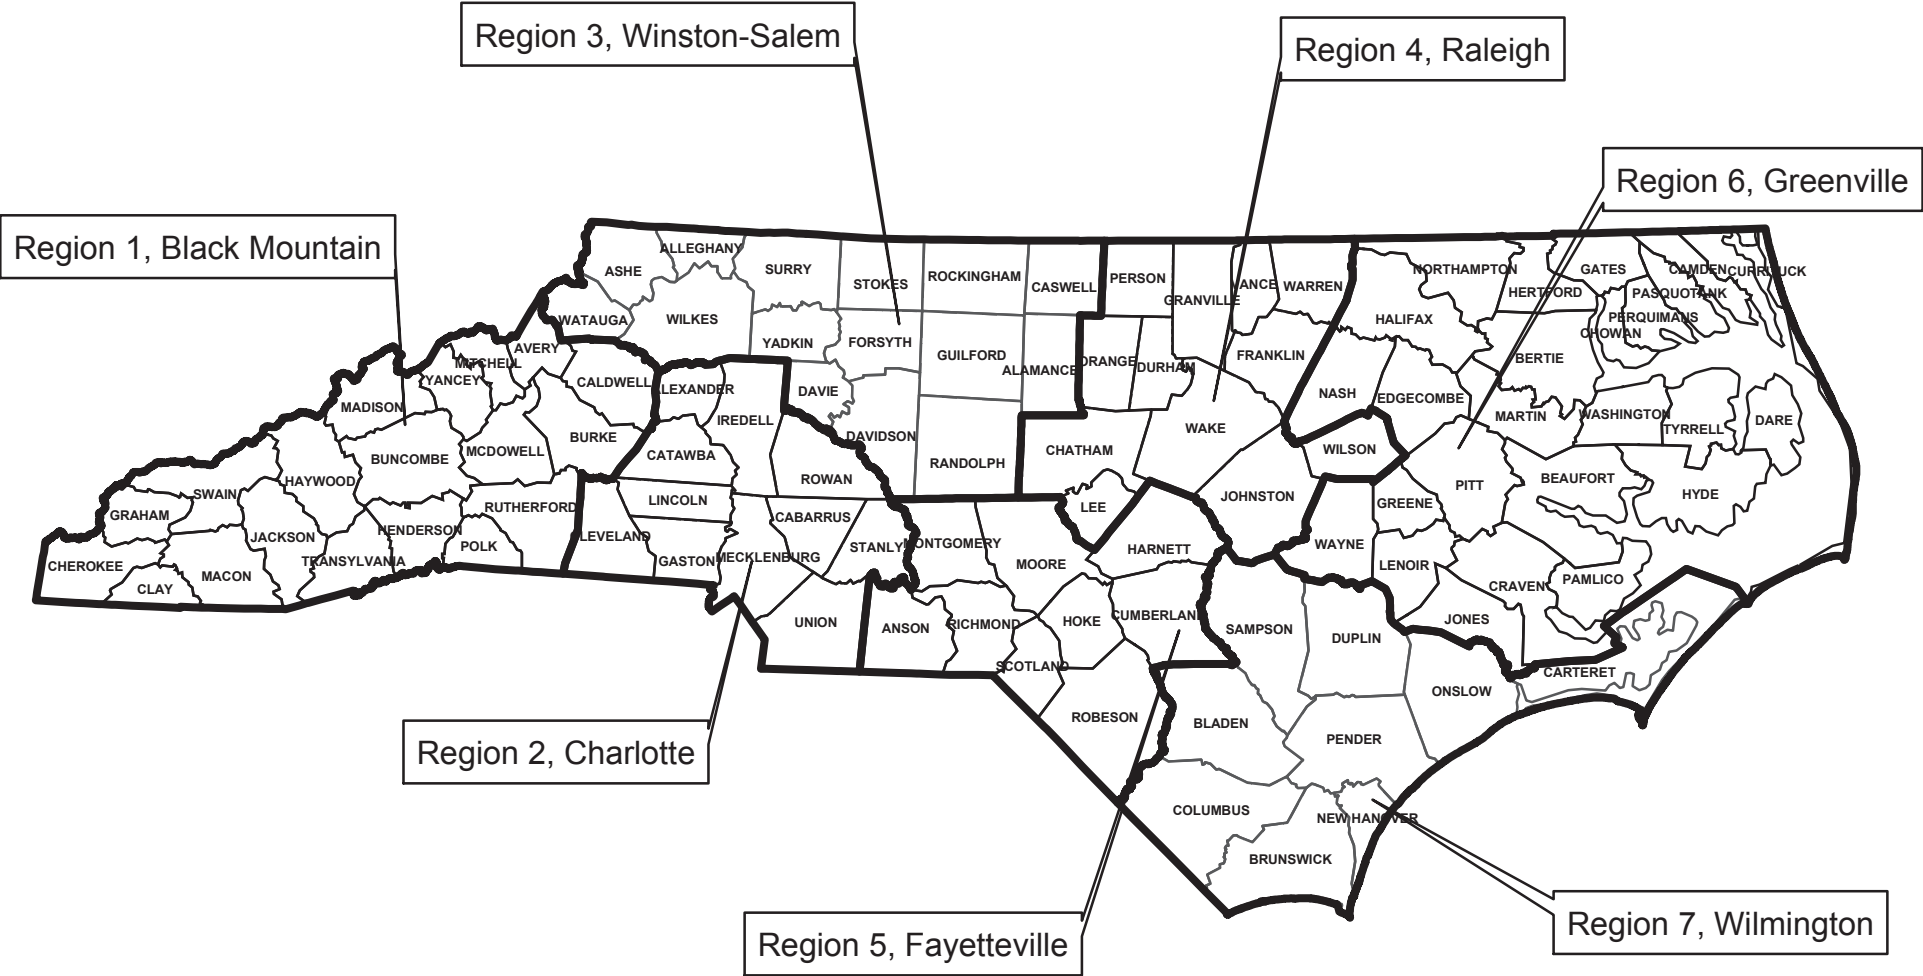 Region 3, Winston-Salem
Region 4, Raleigh
Region 6, Greenville
Region 1, Black Mountain
ALLEGHANY
ASHE
SURRY
STOKES
ROCKINGHAM
CASWELL
PERSON
GRANVILLE
VANCE
WARREN
NORTHAMPTON
GATES
CAMDEN
CURRITUCK
HERTFORD
PASQUOTANK
PERQUIMANS
CHOWAN
WATAUGA
WILKES
YADKIN
FORSYTH
GUILFORD
ALAMANCE
ORANGE
DURHAM
FRANKLIN
HALIFAX
BERTIE
AVERY
MITCHELL
YANCEY
CALDWELL
ALEXANDER
DAVIE
IREDELL
NASH
EDGECOMBE
MARTIN
WASHINGTON
TYRRELL
DARE
MADISON
BURKE
DAVIDSON
WAKE
WILSON
BUNCOMBE
MCDOWELL
CATAWBA
ROWAN
RANDOLPH
CHATHAM
HAYWOOD
SWAIN
LINCOLN
RUTHERFORD
JOHNSTON
GREENE
PITT
BEAUFORT
HYDE
GRAHAM
JACKSON
HENDERSON
POLK
CLEVELAND
CABARRUS
STANLY
MONTGOMERY
LEE
HARNETT
WAYNE
LENOIR
CHEROKEE
CLAY
MACON
TRANSYLVANIA
GASTON
MECKLENBURG
MOORE
CRAVEN
PAMLICO
UNION
ANSON
RICHMOND
HOKE
CUMBERLAND
SAMPSON
DUPLIN
JONES
SCOTLAND
CARTERET
ONSLOW
ROBESON
BLADEN
PENDER
COLUMBUS
NEW HANOVER
BRUNSWICK
Region 2, Charlotte
Region 5, Fayetteville
Region 7, Wilmington